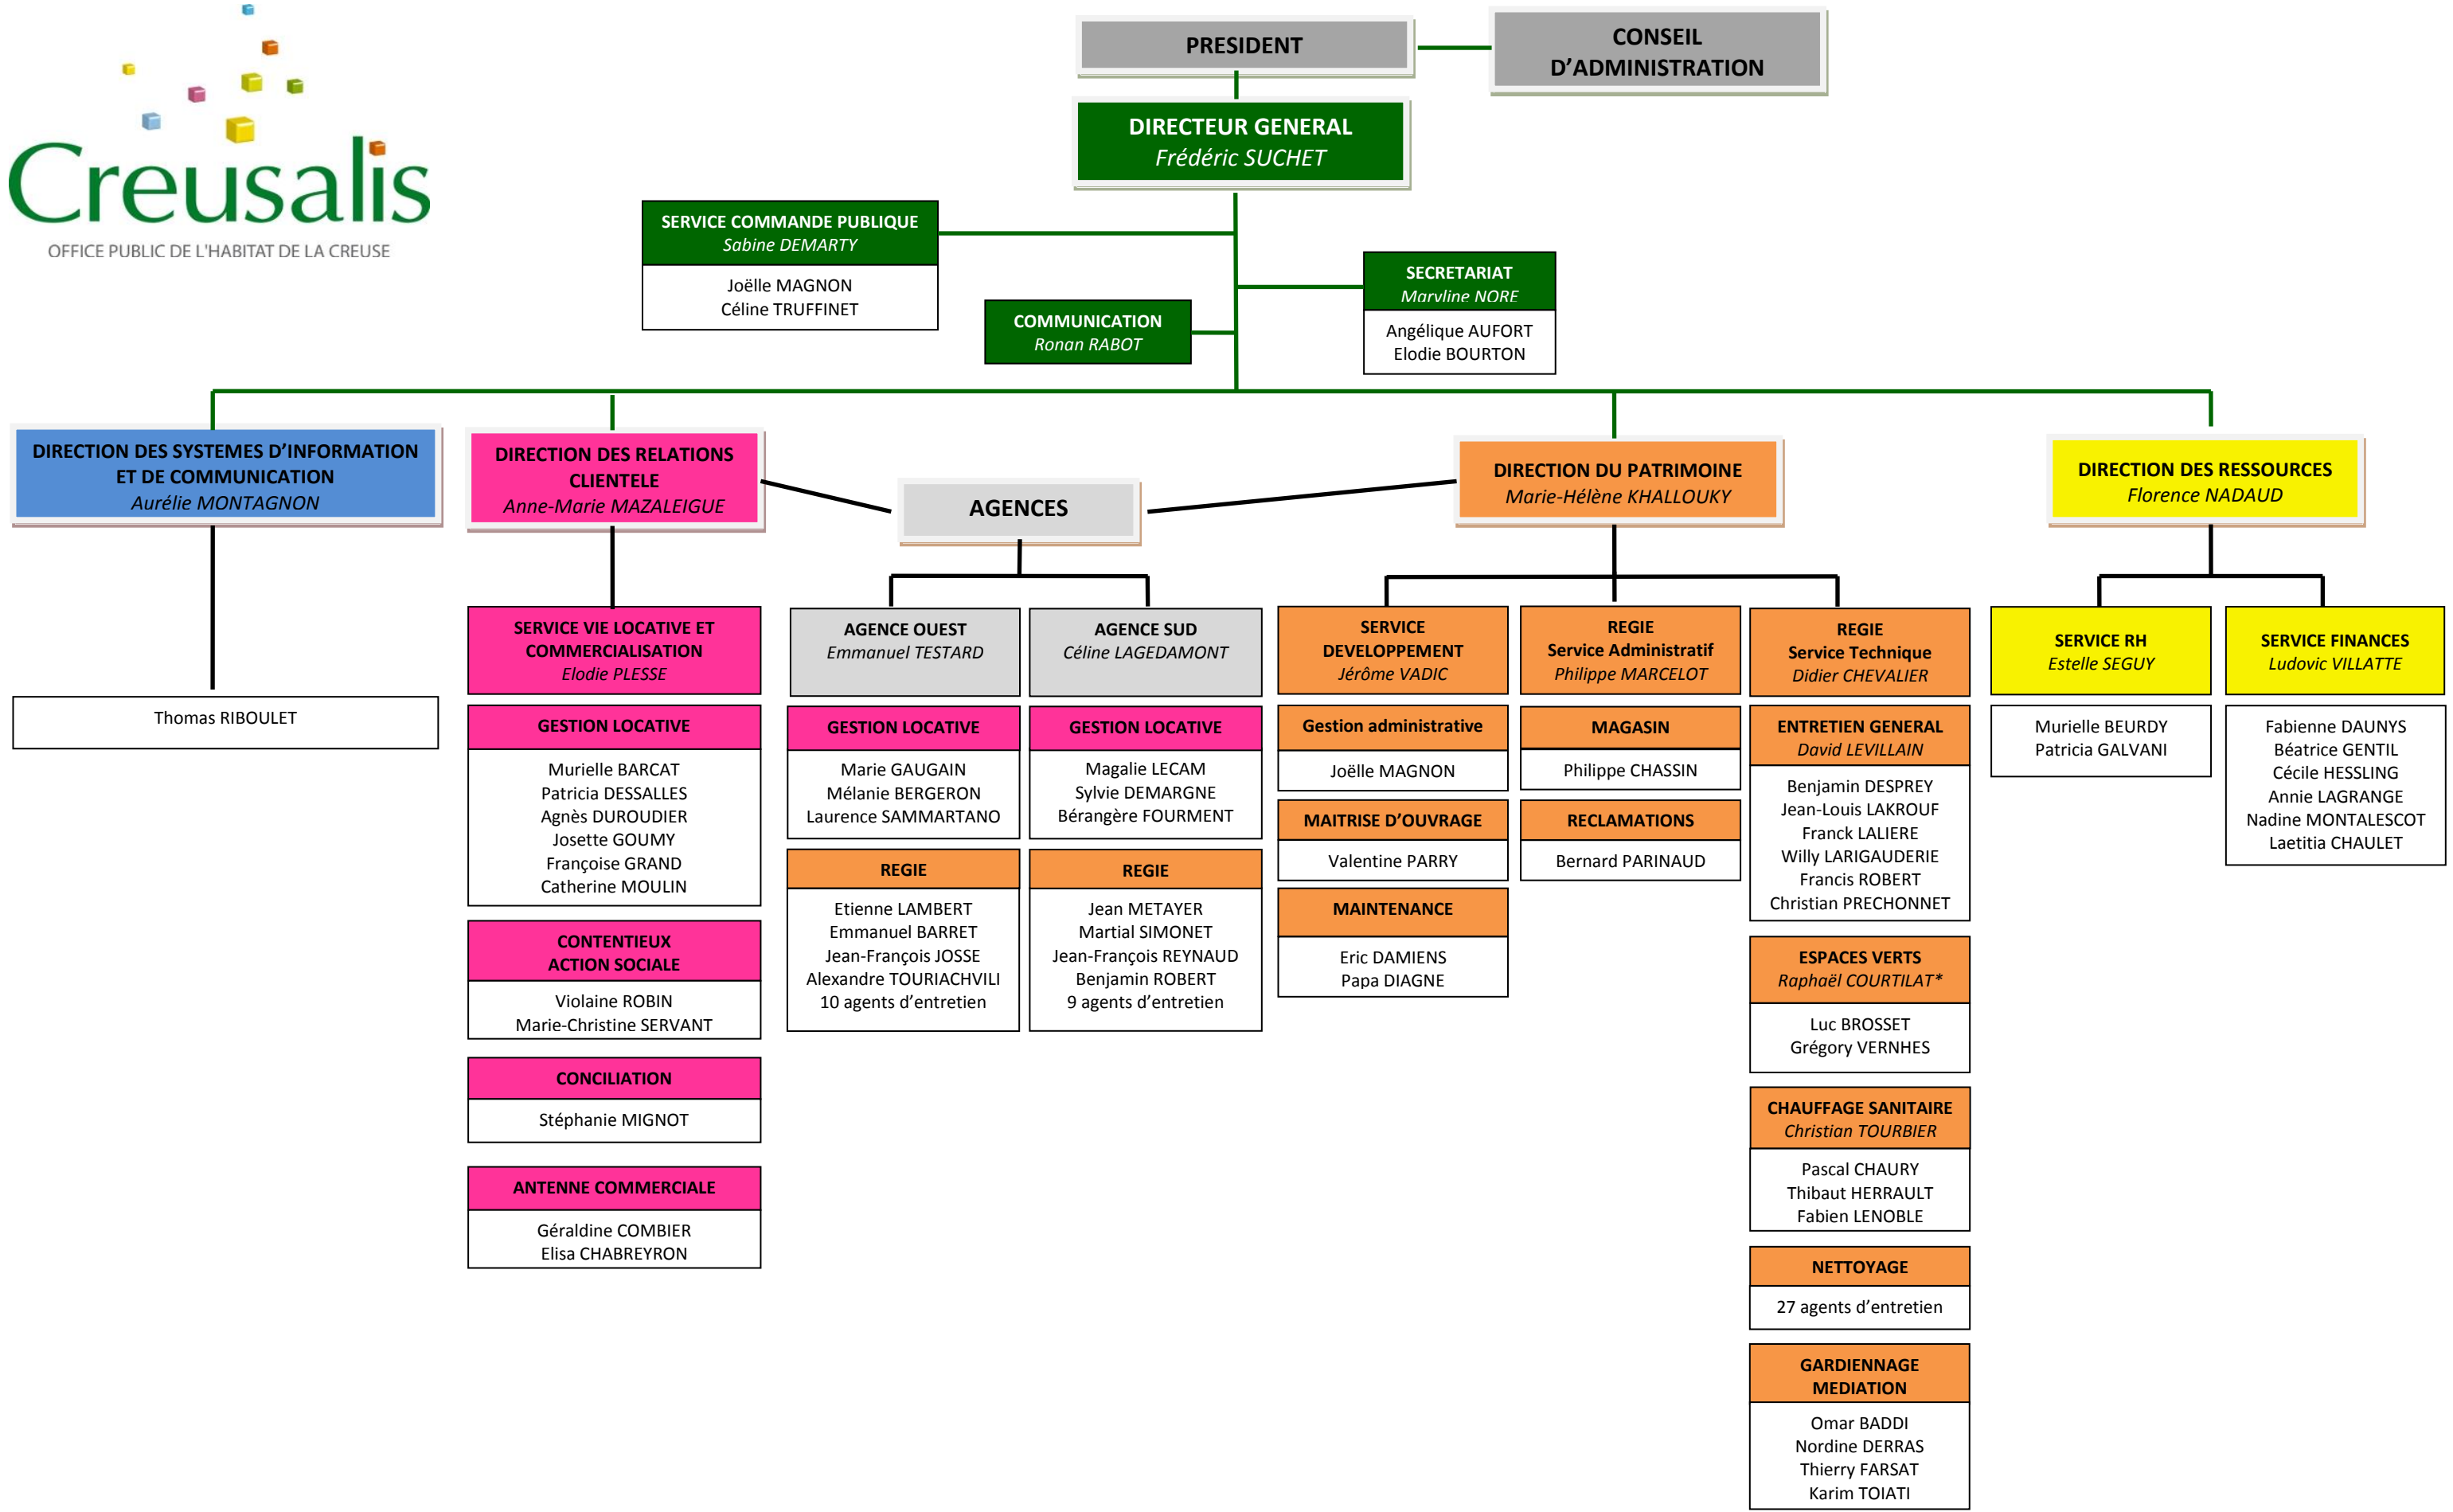 Creusalis
OFFICE PUBLIC DE L'HABITAT DE LA CREUSE
PRESIDENT
CONSEIL
D'ADMINISTRATION
DIRECTEUR GENERAL
Frédéric SUCHET
SERVICE COMMANDE PUBLIQUE
Sabine DEMARTY
Joëlle MAGNON
Céline TRUFFINET
SECRETARIAT
Maryline NORE
Angélique AUFORT
Elodie BOURTON
COMMUNICATION
Ronan RABOT
DIRECTION DES SYSTEMES D'INFORMATION
ET DE COMMUNICATION
Aurélie MONTAGNON
Thomas RIBOULET
DIRECTION DES RELATIONS
CLIENTELE
Anne-Marie MAZALEIGUE
SERVICE VIE LOCATIVE ET
COMMERCIALISATION
Elodie PLESSE
GESTION LOCATIVE
Murielle BARCAT
Patricia DESSALLES
Agnès DUROUDIER
Josette GOUMY
Françoise GRAND
Catherine MOULIN
CONTENTIEUX
ACTION SOCIALE
Violaine ROBIN
Marie-Christine SERVANT
CONCILIATION
Stéphanie MIGNOT
ANTENNE COMMERCIALE
Géraldine COMBIER
Elisa CHABREYRON
AGENCES
AGENCE OUEST
Emmanuel TESTARD
GESTION LOCATIVE
Marie GAUGAIN
Mélanie BERGERON
Laurence SAMMARTANO
REGIE
Etienne LAMBERT
Emmanuel BARRET
Jean-François JOSSE
Alexandre TOURIACHVILI
10 agents d'entretien
AGENCE SUD
Céline LAGEDAMONT
GESTION LOCATIVE
Magalie LECAM
Sylvie DEMARGNE
Bérangère FOURMENT
REGIE
Jean METAYER
Martial SIMONET
Jean-François REYNAUD
Benjamin ROBERT
9 agents d'entretien
DIRECTION DU PATRIMOINE
Marie-Hélène KHALLOUKY
SERVICE
DEVELOPPEMENT
Jérôme VADIC
Gestion administrative
Joëlle MAGNON
MAITRISE D'OUVRAGE
Valentine PARRY
MAINTENANCE
Eric DAMIENS
Papa DIAGNE
REGIE
Service Administratif
Philippe MARCELOT
MAGASIN
Philippe CHASSIN
RECLAMATIONS
Bernard PARINAUD
REGIE
Service Technique
Didier CHEVALIER
ENTRETIEN GENERAL
David LEVILLAIN
Benjamin DESPREY
Jean-Louis LAKROUF
Franck LALIERE
Willy LARIGAUDERIE
Francis ROBERT
Christian PRECHONNET
ESPACES VERTS
Raphaël COURTILAT*
Luc BROSSET
Grégory VERNHES
CHAUFFAGE SANITAIRE
Christian TOURBIER
Pascal CHAURY
Thibaut HERRAULT
Fabien LENOBLE
NETTOYAGE
27 agents d'entretien
GARDIENNAGE
MEDIATION
Omar BADDI
Nordine DERRAS
Thierry FARSAT
Karim TOIATI
DIRECTION DES RESSOURCES
Florence NADAUD
SERVICE RH
Estelle SEGUY
Murielle BEURDY
Patricia GALVANI
SERVICE FINANCES
Ludovic VILLATTE
Fabienne DAUNYS
Béatrice GENTIL
Cécile HESSLING
Annie LAGRANGE
Nadine MONTALESCOT
Laetitia CHAULET